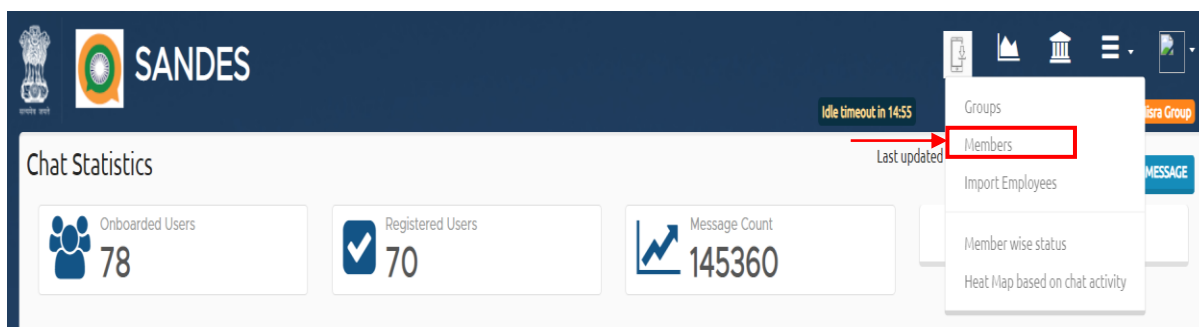 SANDES
Idle timeout in 14:55
isra Group
Chat Statistics
Last updated
MESSAGE
Groups
Members
Import Employees
Member wise status
Heat Map based on chat activity
Onboarded Users
78
Registered Users
70
Message Count
145360